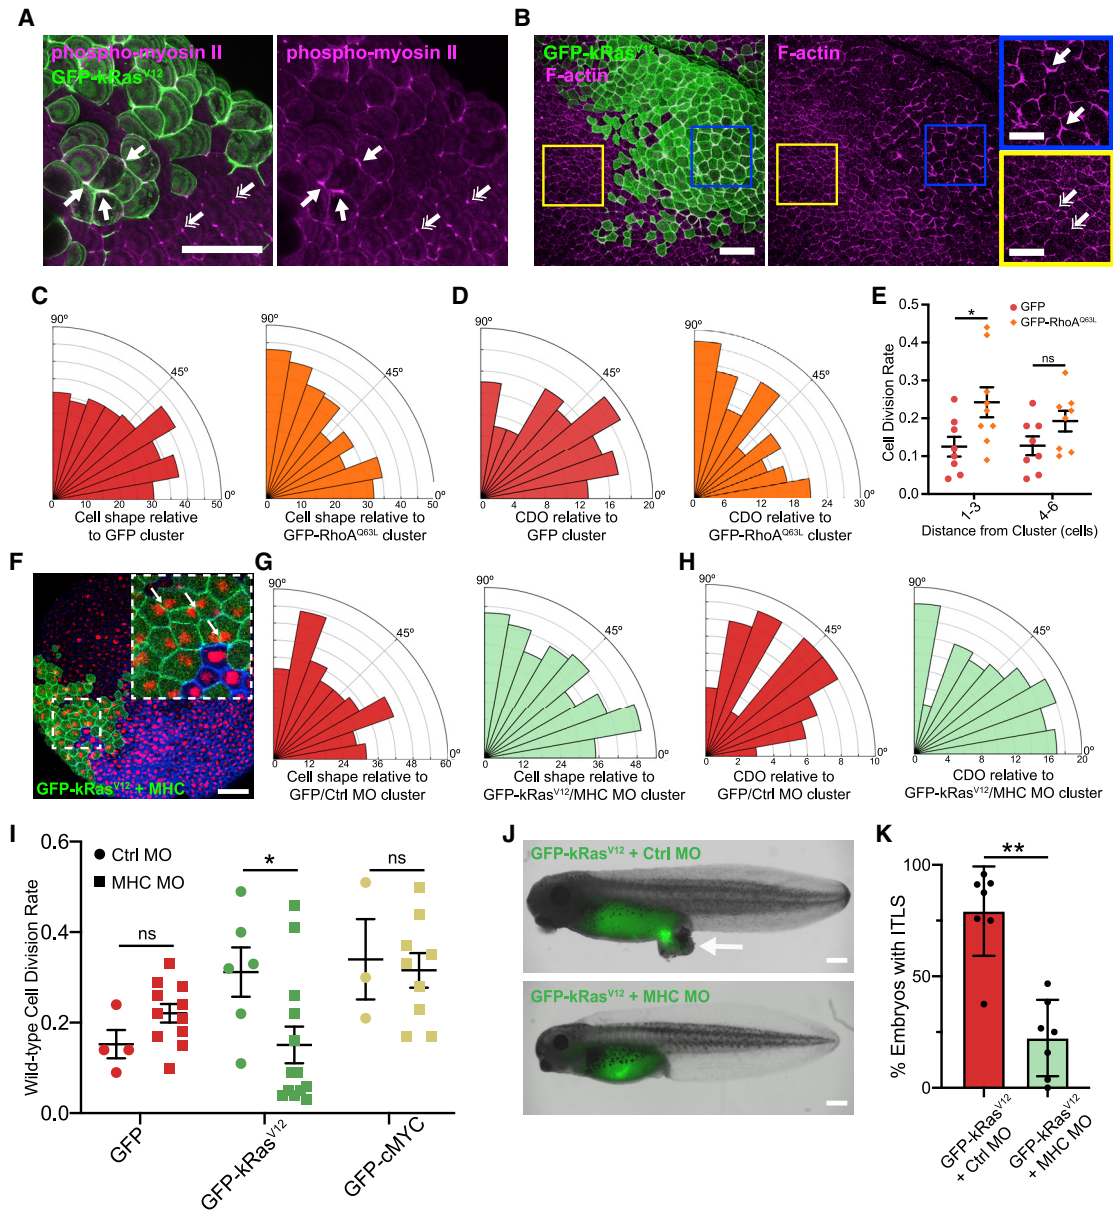 A
phospho-myosin II
GFP-kRasV12
phospho-myosin II
B
GFP-kRasV12
F-actin
F-actin
C
90º
45º
0º
0 10 20 30 40 50
Cell shape relative
to GFP cluster
90º
45º
0º
0 10 20 30 40 50
Cell shape relative to
GFP-RhoAQ63L cluster
D
90º
45º
0º
0 4 8 12 16 20
CDO relative to
GFP cluster
90º
45º
0º
0 6 12 18 24 30
CDO relative to
GFP-RhoAQ63L cluster
E
GFP
GFP-RhoAQ63L
Cell Division Rate
0.5
0.4
0.3
0.2
0.1
0.0
*
ns
1-3
4-6
Distance from Cluster (cells)
F
GFP-kRasV12 + MHC
G
90º
45º
0º
0 12 24 36 48 60
Cell shape relative to
GFP/Ctrl MO cluster
90º
45º
0º
0 12 24 36 48 60
Cell shape relative to
GFP-kRasV12/MHC MO cluster
H
90º
45º
0º
0 2 4 6 8 10
CDO relative to
GFP/Ctrl MO cluster
90º
45º
0º
0 4 8 12 16 20
CDO relative to
GFP-kRasV12/MHC MO cluster
I
Ctrl MO
MHC MO
Wild-type Cell Division Rate
0.6
0.4
0.2
0.0
ns
*
ns
GFP
GFP-kRasV12
GFP-cMYC
J
GFP-kRasV12 + Ctrl MO
GFP-kRasV12 + MHC MO
K
% Embryos with ITLS
100
50
0
**
GFP-kRasV12
+ Ctrl MO
GFP-kRasV12
+ MHC MO